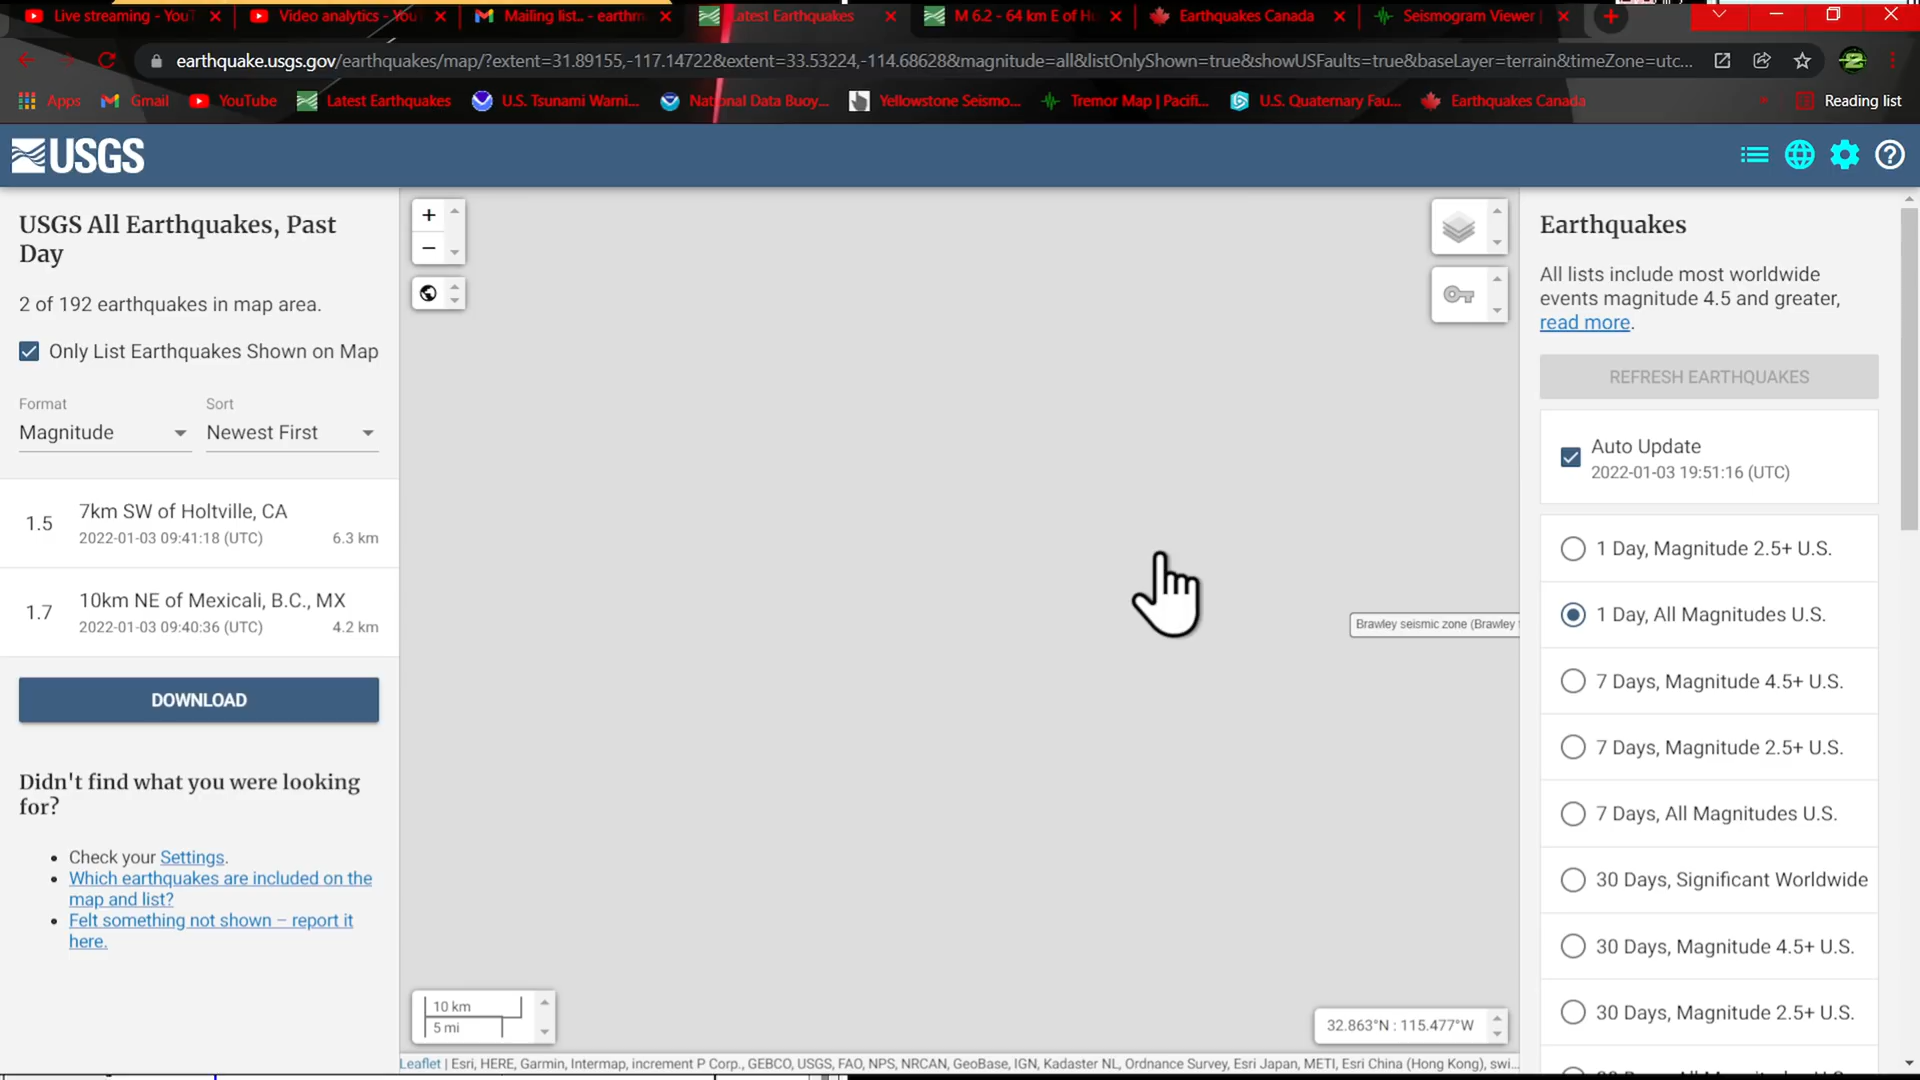 Live streaming - YouT
Video analytics - You
Mailing list.. - earthm
Latest Earthquakes
M 6.2 - 64 km E of H
Earthquakes Canada
Seismogram Viewer |
earthquake.usgs.gov/earthquakes/map/?extent=31.89155,-117.14722&extent=33.53224,-114.68628&magnitude=all&listOnlyShown=true&showUSFaults=true&baseLayer=terrain&timeZone=utc...
Apps
Gmail
YouTube
Latest Earthquakes
U.S. Tsunami Warni...
National Data Buoy...
Yellowstone Seismo...
Tremor Map | Pacifi...
U.S. Quaternary Fau...
Earthquakes Canada
Reading list
USGS
USGS All Earthquakes, Past
Day
2 of 192 earthquakes in map area.
Only List Earthquakes Shown on Map
Format
Sort
Magnitude
Newest First
1.5
7km SW of Holtville, CA
2022-01-03 09:41:18 (UTC)
6.3 km
1.7
10km NE of Mexicali, B.C., MX
2022-01-03 09:40:36 (UTC)
4.2 km
DOWNLOAD
Didn't find what you were looking
for?
• Check your Settings.
• Which earthquakes are included on the
map and list?
• Felt something not shown – report it
here.
+
−
Brawley seismic zone (Brawley
10 km
5 mi
32.863°N : 115.477°W
Leaflet | Esri, HERE, Garmin, Intermap, increment P Corp., GEBCO, USGS, FAO, NPS, NRCAN, GeoBase, IGN, Kadaster NL, Ordnance Survey, Esri Japan, METI, Esri China (Hong Kong), swi...
Earthquakes
All lists include most worldwide
events magnitude 4.5 and greater,
read more.
REFRESH EARTHQUAKES
Auto Update
2022-01-03 19:51:16 (UTC)
1 Day, Magnitude 2.5+ U.S.
1 Day, All Magnitudes U.S.
7 Days, Magnitude 4.5+ U.S.
7 Days, Magnitude 2.5+ U.S.
7 Days, All Magnitudes U.S.
30 Days, Significant Worldwide
30 Days, Magnitude 4.5+ U.S.
30 Days, Magnitude 2.5+ U.S.